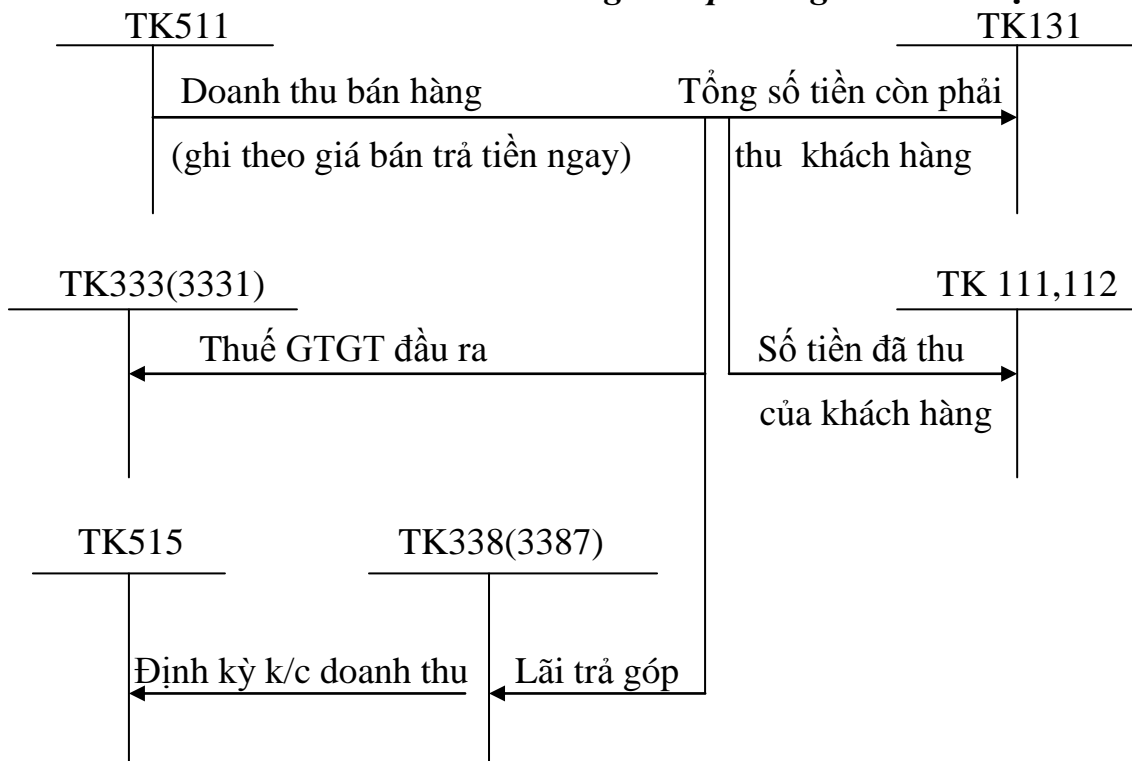 TK511
TK131
Doanh thu bán hàng
Tổng số tiền còn phải
(ghi theo giá bán trả tiền ngay)
thu khách hàng
TK333(3331)
TK 111,112
Thuế GTGT đầu ra
Số tiền đã thu
của khách hàng
TK515
TK338(3387)
Định kỳ k/c doanh thu
Lãi trả góp